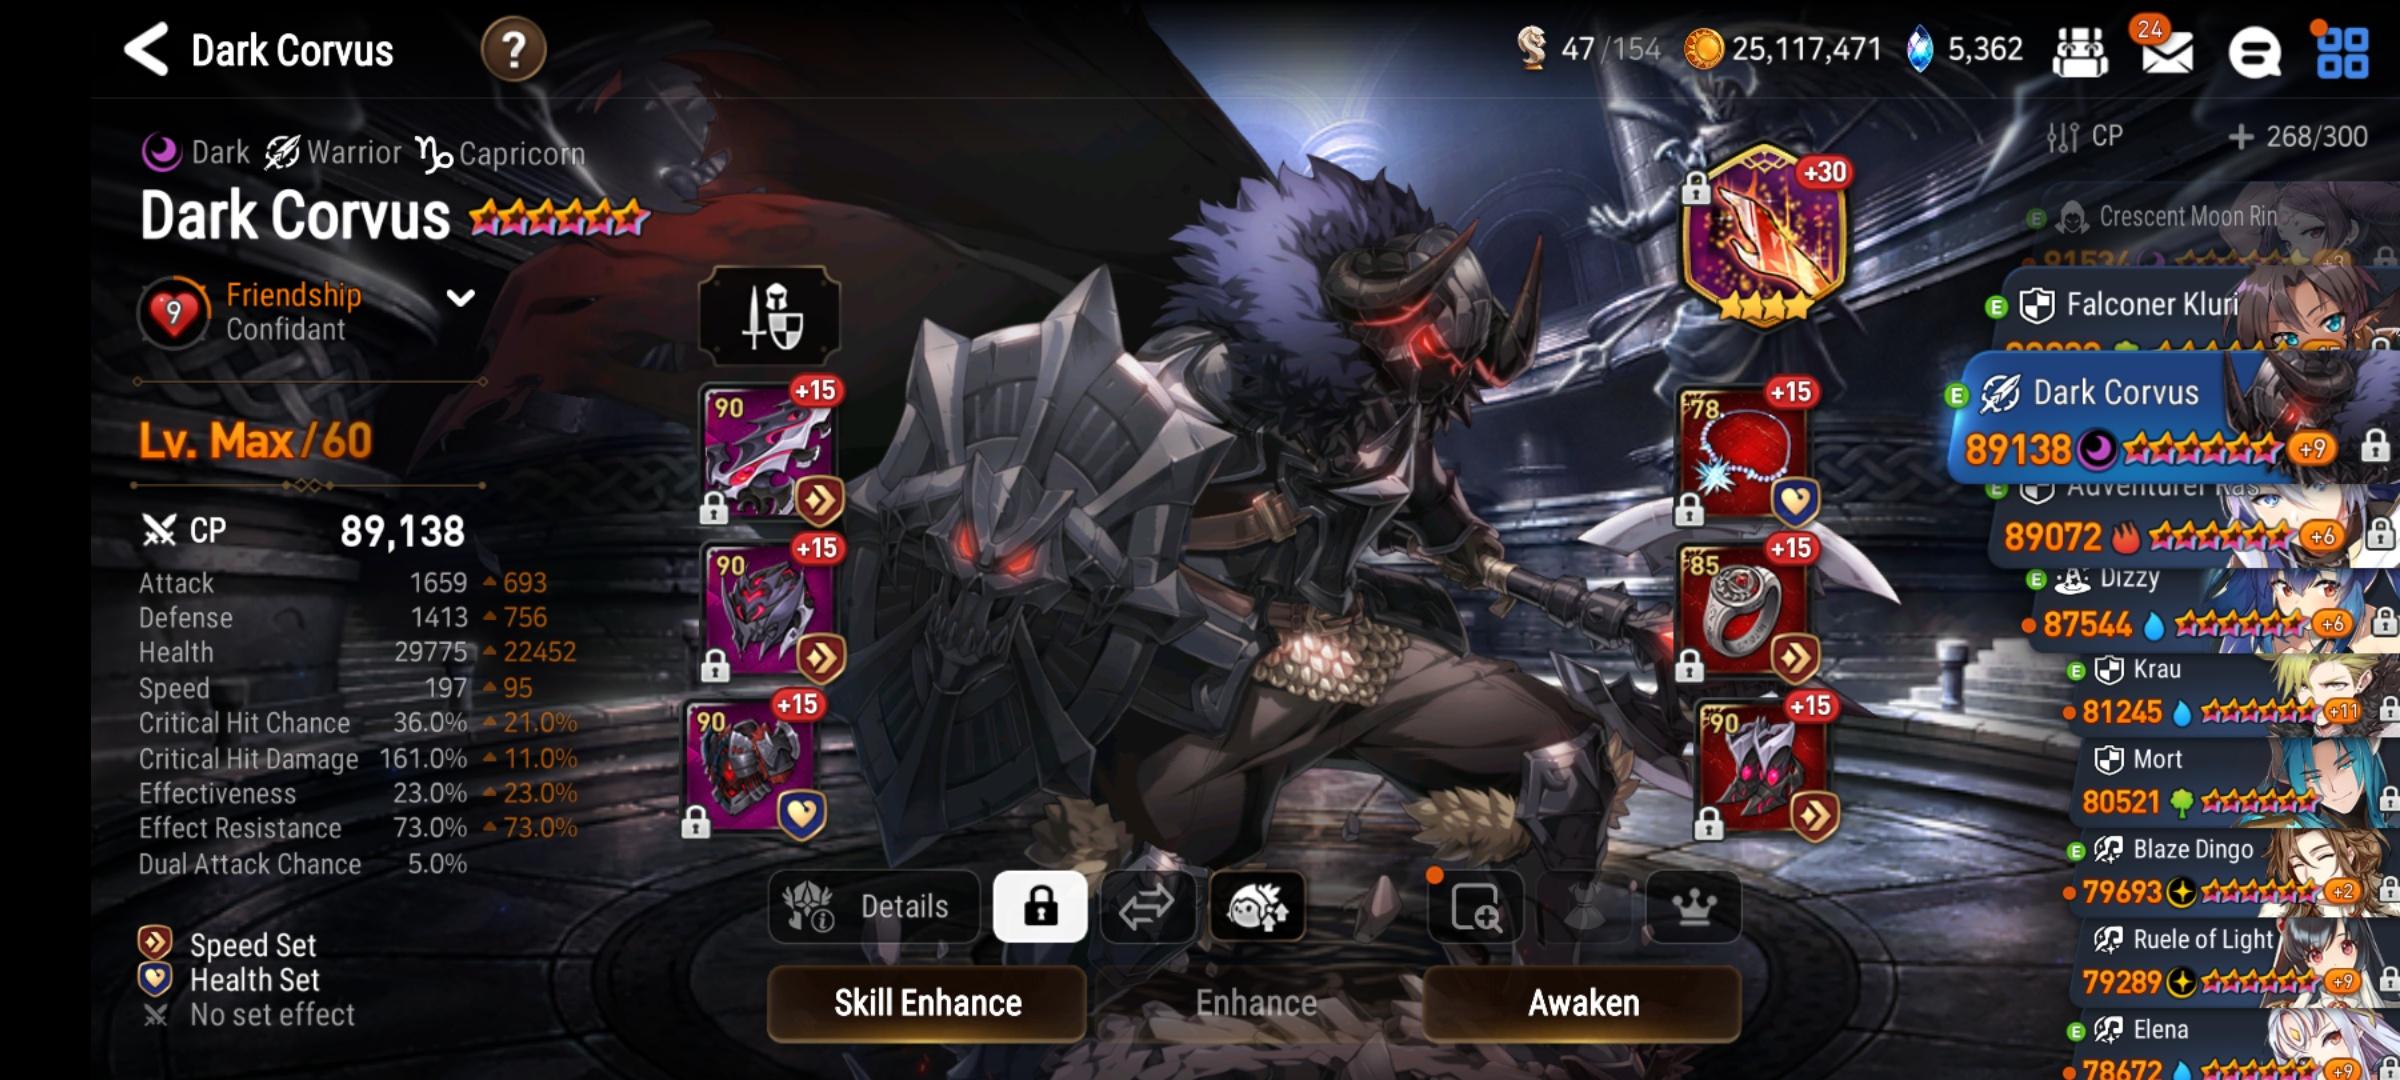 Dark Corvus
?
47/154
25,117,471
5,362
24
Dark Warrior Capricorn
Dark Corvus
9
Friendship
Confidant
Lv. Max/60
CP 89,138
Attack 1659 693
Defense 1413 756
Health 29775 22452
Speed 197 95
Critical Hit Chance 36.0% 21.0%
Critical Hit Damage 161.0% 11.0%
Effectiveness 23.0% 23.0%
Effect Resistance 73.0% 73.0%
Dual Attack Chance 5.0%
Speed Set
Health Set
No set effect
90 +15
90 +15
90 +15
+30
78 +15
85 +15
90 +15
Details
Skill Enhance
Enhance
Awaken
CP
+ 268/300
E Crescent Moon Rin
E Falconer Kluri
E Dark Corvus
89138 +9
E Adventurer Ras
89072 +6
E Dizzy
87544 +6
E Krau
81245 +11
Mort
80521
E Blaze Dingo
79693 +2
Ruele of Light
79289 +9
E Elena
78672 +9